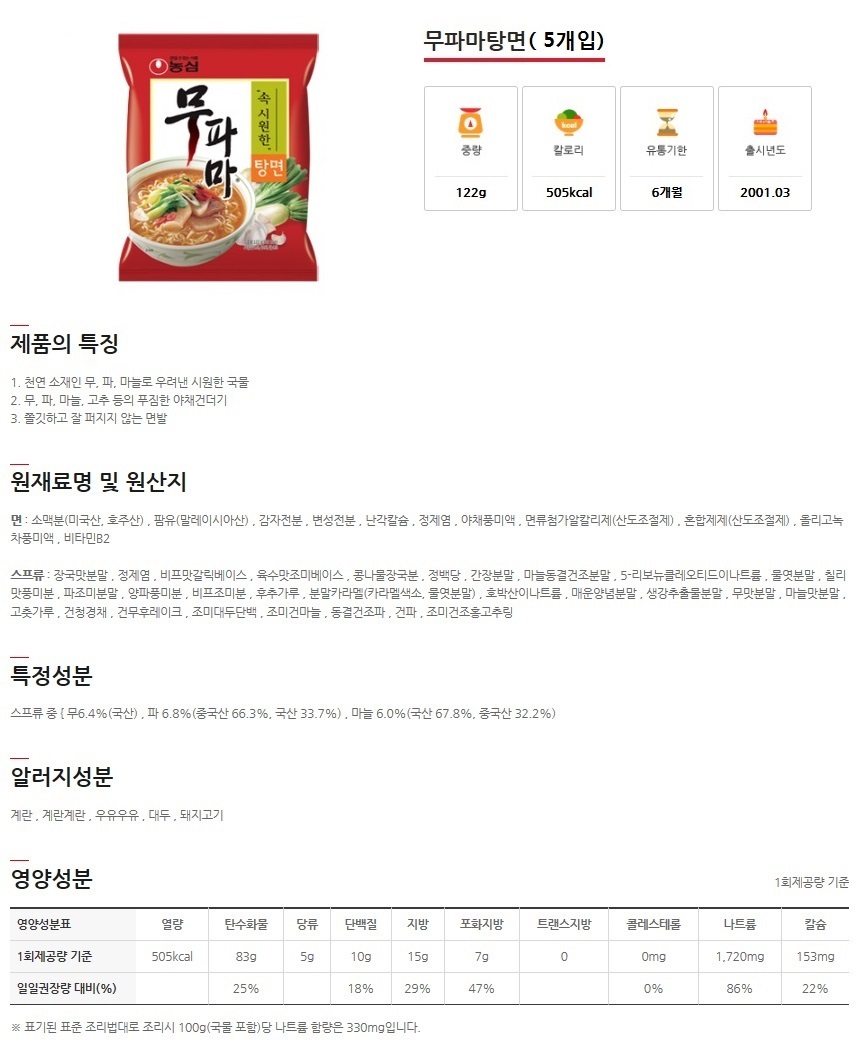 무파마탕면( 5개입)
농심
속 시원한
무파마
탕면
중량
칼로리
유통기한
출시년도
kcal
122g
505kcal
6개월
2001.03
제품의 특징
1. 천연 소재인 무, 파, 마늘로 우려낸 시원한 국물
2. 무, 파, 마늘, 고추 등의 푸짐한 야채건더기
3. 쫄깃하고 잘 퍼지지 않는 면발
원재료명 및 원산지
면 : 소맥분(미국산, 호주산) , 팜유(말레이시아산) , 감자전분 , 변성전분 , 난각칼슘 , 정제염 , 야채풍미액 , 면류첨가알칼리제(산도조절제) , 혼합제제(산도조절제) , 올리고녹
차풍미액 , 비타민B2
스프류 : 장국맛분말 , 정제염 , 비프맛갈릭베이스 , 육수맛조미베이스 , 콩나물장국분 , 정백당 , 간장분말 , 마늘동결건조분말 , 5-리보뉴클레오티드이나트륨 , 물엿분말 , 칠리
맛풍미분 , 파조미분말 , 양파풍미분 , 비프조미분 , 후추가루 , 분말카라멜(카라멜색소, 물엿분말) , 호박산이나트륨 , 매운양념분말 , 생강추출물분말 , 무맛분말 , 마늘맛분말 ,
고춧가루 , 건청경채 , 건무후레이크 , 조미대두단백 , 조미건마늘 , 동결건조파 , 건파 , 조미건조홍고추링
특정성분
스프류 중 { 무6.4%(국산) , 파 6.8%(중국산 66.3%, 국산 33.7%) , 마늘 6.0%(국산 67.8%, 중국산 32.2%)
알러지성분
계란 , 계란계란 , 우유우유 , 대두 , 돼지고기
영양성분
1회제공량 기준
영양성분표 열량 탄수화물 당류 단백질 지방 포화지방 트랜스지방 콜레스테롤 나트륨 칼슘
1회제공량 기준 505kcal 83g 5g 10g 15g 7g 0 0mg 1,720mg 153mg
일일권장량 대비(%) 25% 18% 29% 47% 0% 86% 22%
※ 표기된 표준 조리법대로 조리시 100g(국물 포함)당 나트륨 함량은 330mg입니다.